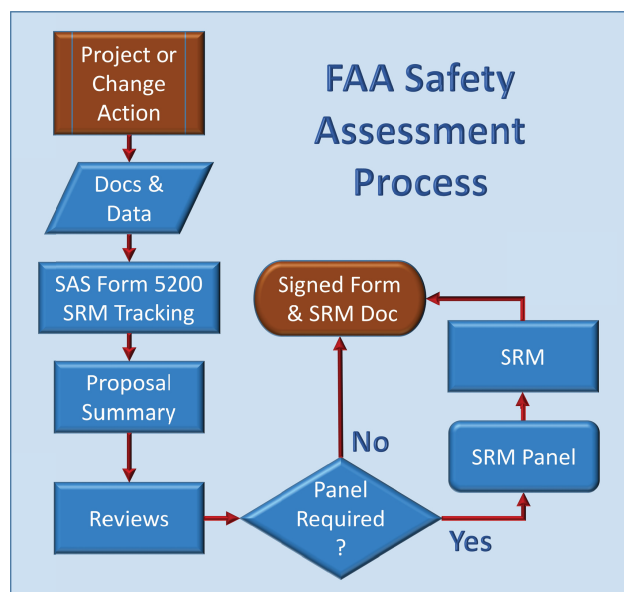 Project or
Change
Action
FAA Safety
Assessment
Process
Docs &
Data
SAS Form 5200
SRM Tracking
Signed Form
& SRM Doc
SRM
Proposal
Summary
No
SRM Panel
Reviews
Panel
Required
?
Yes